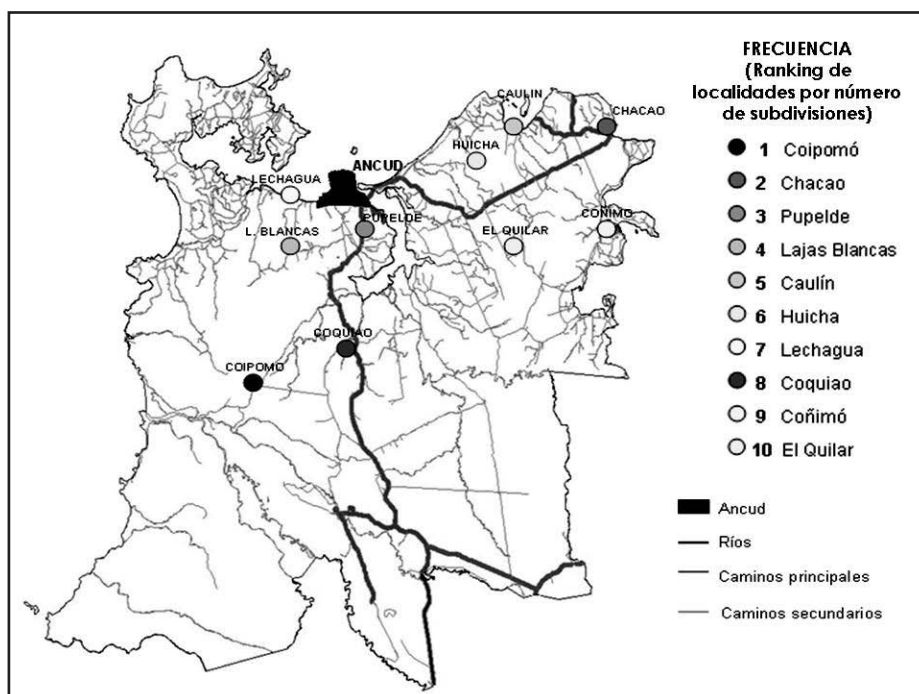 FRECUENCIA
(Ranking de
localidades por número
de subdivisiones)
1 Coipomó
2 Chacao
3 Pupelde
4 Lajas Blancas
5 Caulín
6 Huicha
7 Lechagua
8 Coquiao
9 Coñimó
10 El Quilar
Ancud
Ríos
Caminos principales
Caminos secundarios
CAULIN
CHACAO
HUICHA
ANCUD
LECHAGUA
PUPELDE
COÑIMO
L. BLANCAS
EL QUILAR
COQUIAO
COIPOMO